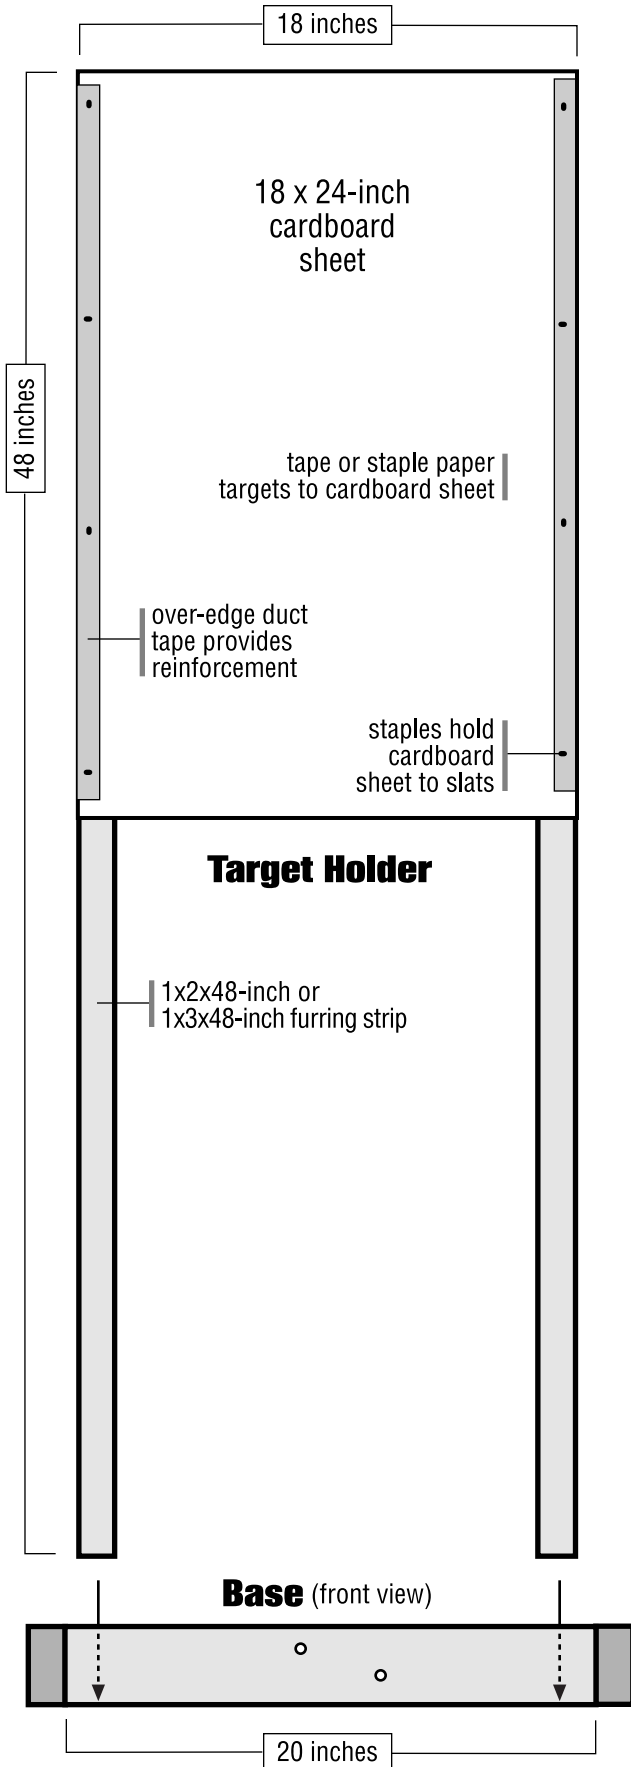 18 inches
18 x 24-inch
cardboard
sheet
48 inches
tape or staple paper
targets to cardboard sheet
over-edge duct
tape provides
reinforcement
staples hold
cardboard
sheet to slats
Target Holder
1x2x48-inch or
1x3x48-inch furring strip
Base (front view)
20 inches